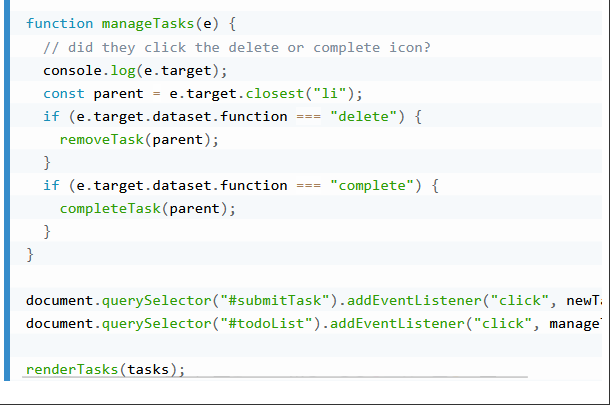 function manageTasks(e) {
  // did they click the delete or complete icon?
  console.log(e.target);
  const parent = e.target.closest("li");
  if (e.target.dataset.function === "delete") {
    removeTask(parent);
  }
  if (e.target.dataset.function === "complete") {
    completeTask(parent);
  }
}
document.querySelector("#submitTask").addEventListener("click", newT
document.querySelector("#todoList").addEventListener("click", manage
renderTasks(tasks);